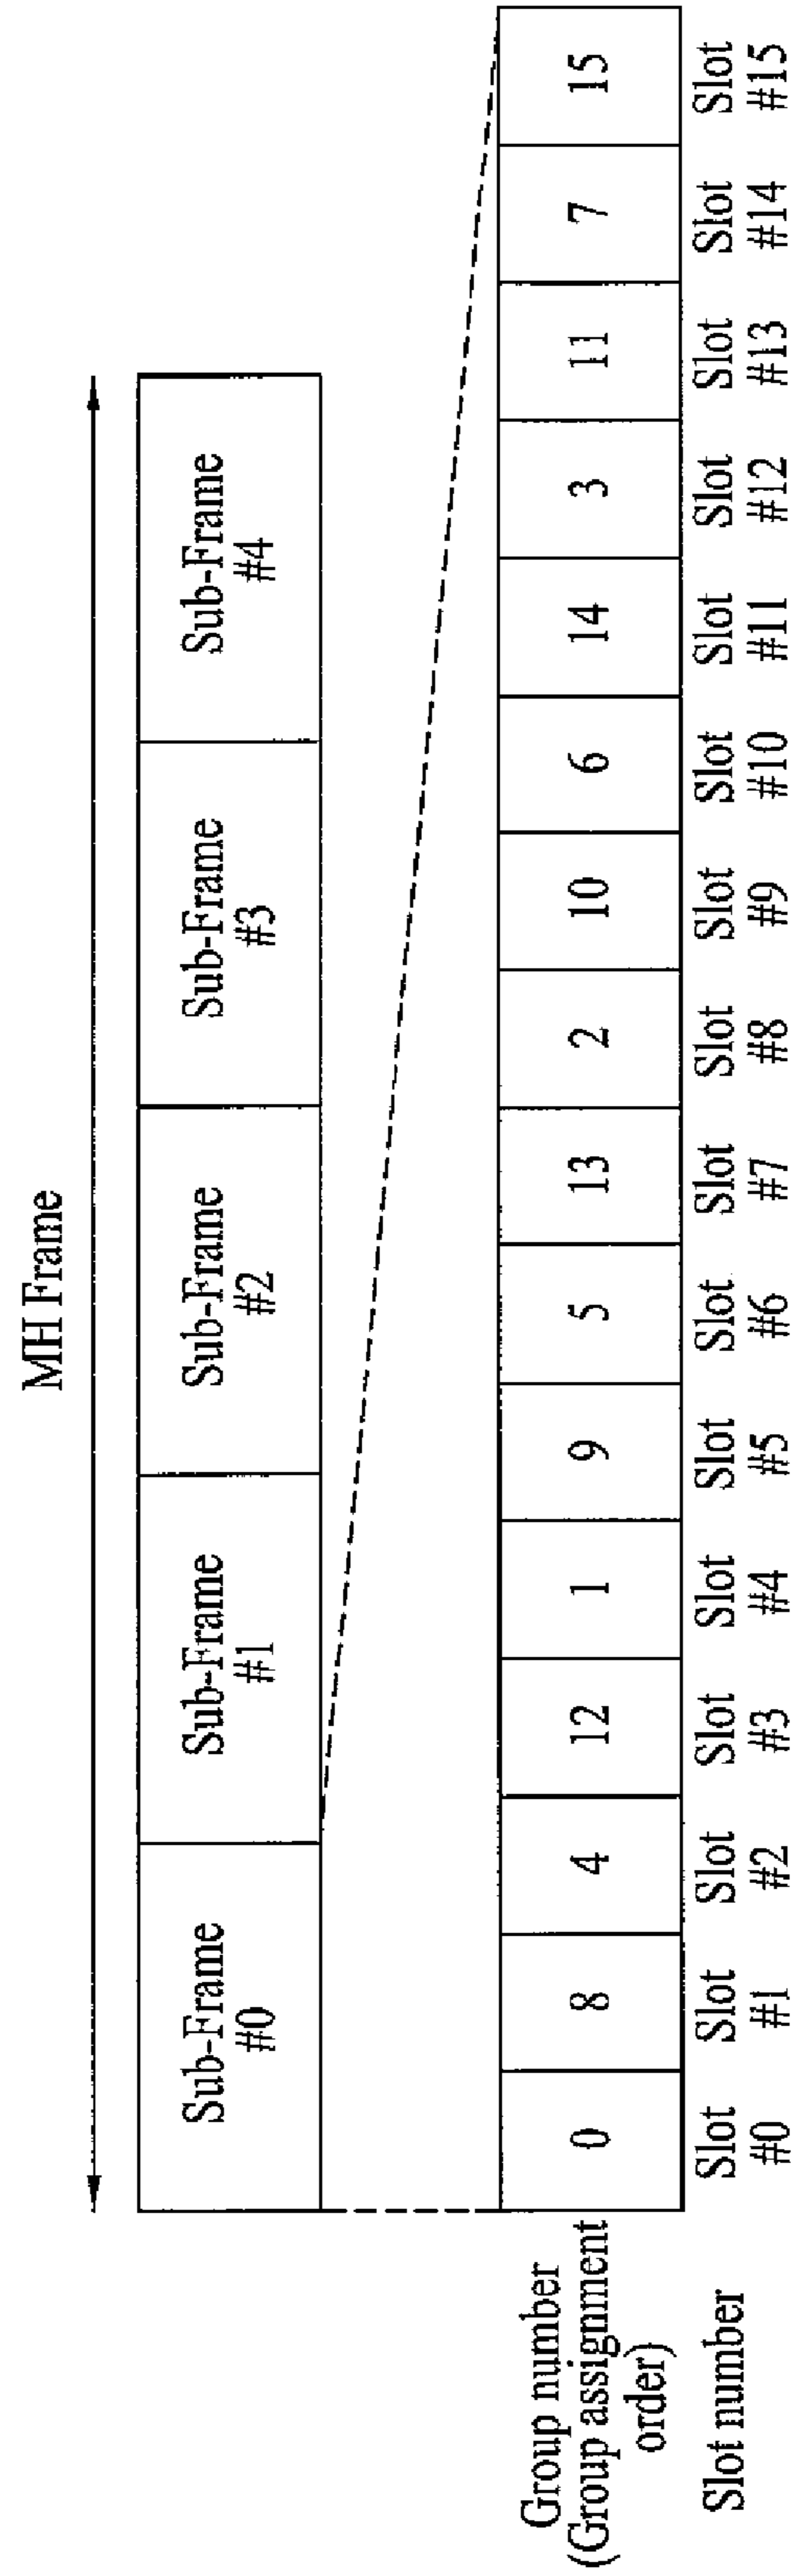 MH Frame
Sub-Frame
#0
Sub-Frame
#1
Sub-Frame
#2
Sub-Frame
#3
Sub-Frame
#4
Group number
(Group assignment
order)
0 8 4 12 1 9 5 13 2 10 6 14 3 11 7 15
Slot number
Slot
#0
Slot
#1
Slot
#2
Slot
#3
Slot
#4
Slot
#5
Slot
#6
Slot
#7
Slot
#8
Slot
#9
Slot
#10
Slot
#11
Slot
#12
Slot
#13
Slot
#14
Slot
#15